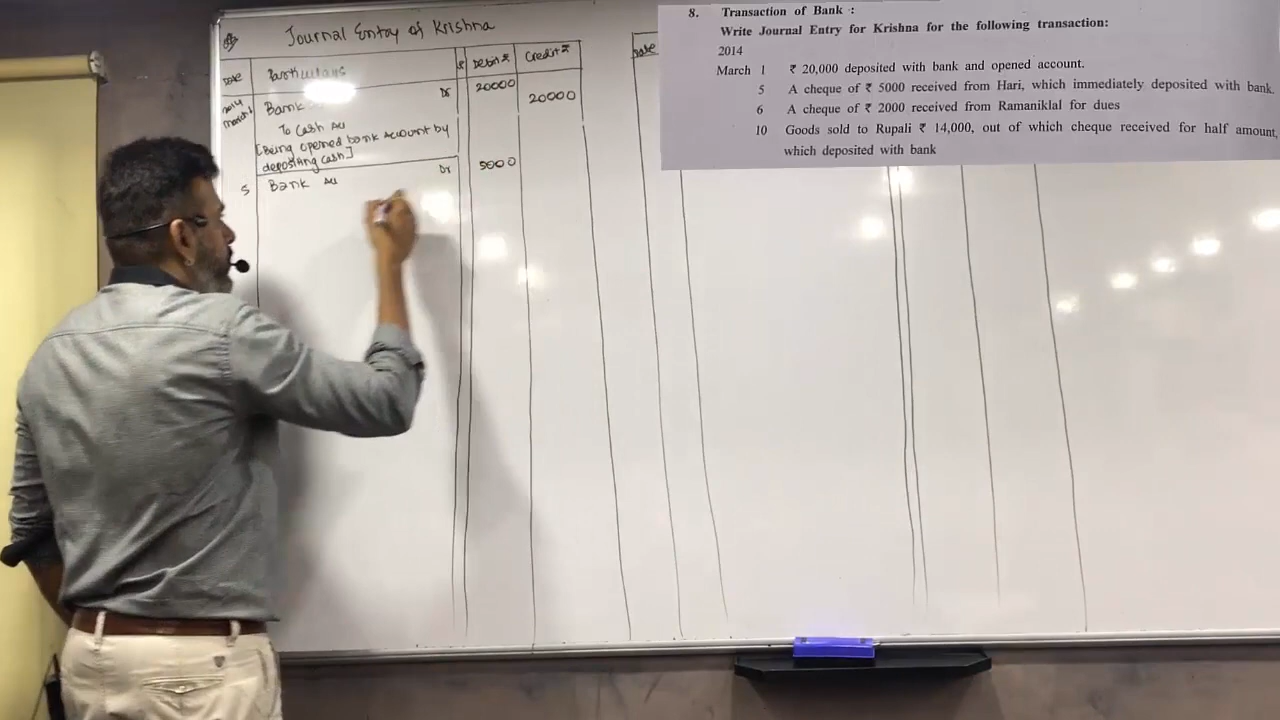 Journal Entry of Krishna
Date Particulars Debit ₹ Credit ₹
March 1 Bank Dr 20000
To Cash A/c 20000
[Being opened bank Account by
depositing cash]
5 Bank A/c Dr 5000
Date
8. Transaction of Bank :
Write Journal Entry for Krishna for the following transaction:
2014
March 1 ₹ 20,000 deposited with bank and opened account.
5 A cheque of ₹ 5000 received from Hari, which immediately deposited with bank.
6 A cheque of ₹ 2000 received from Ramaniklal for dues
10 Goods sold to Rupali ₹ 14,000, out of which cheque received for half amount,
which deposited with bank